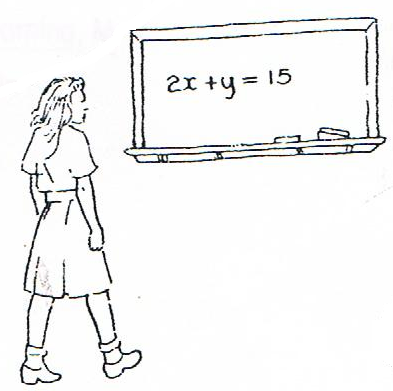 2x + y = 15